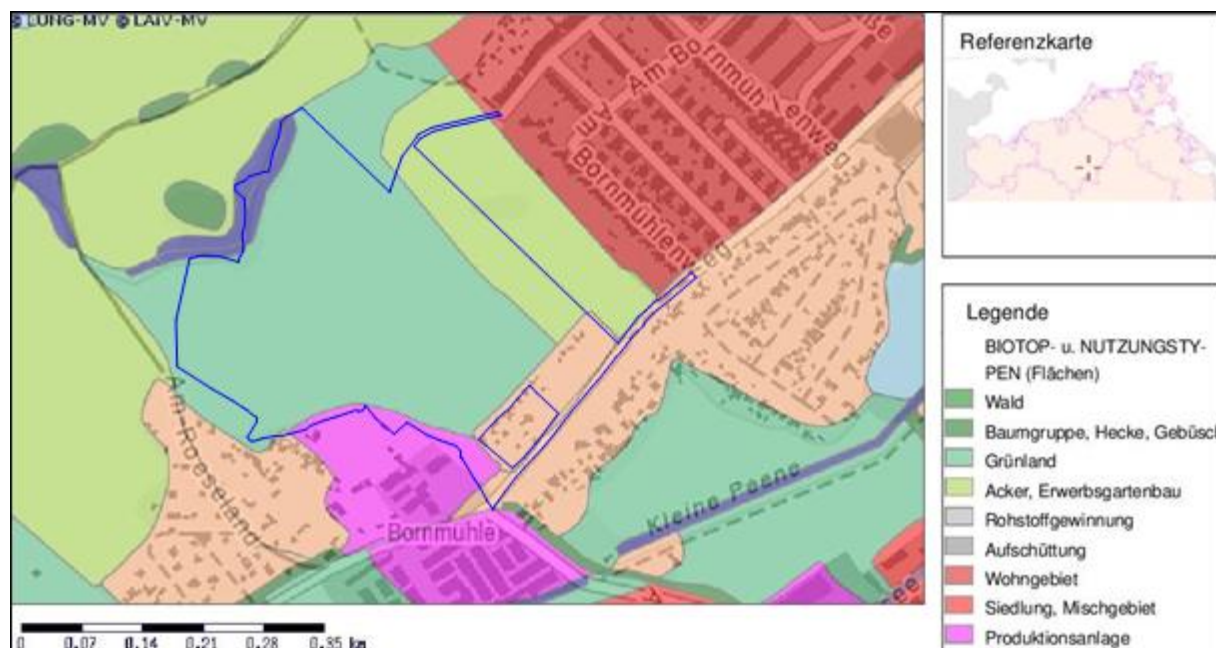 © LUNG-MV © LAiV-MV
Am Bornmühlenweg
Am
Bornmühlenweg
Am Roeseland
Bornmühle
Kleine Peene
0 0.07 0.14 0.21 0.28 0.35 km
Referenzkarte
Legende
BIOTOP- u. NUTZUNGSTY-
PEN (Flächen)
Wald
Baumgruppe, Hecke, Gebüsch
Grünland
Acker, Erwerbsgartenbau
Rohstoffgewinnung
Aufschüttung
Wohngebiet
Siedlung, Mischgebiet
Produktionsanlage